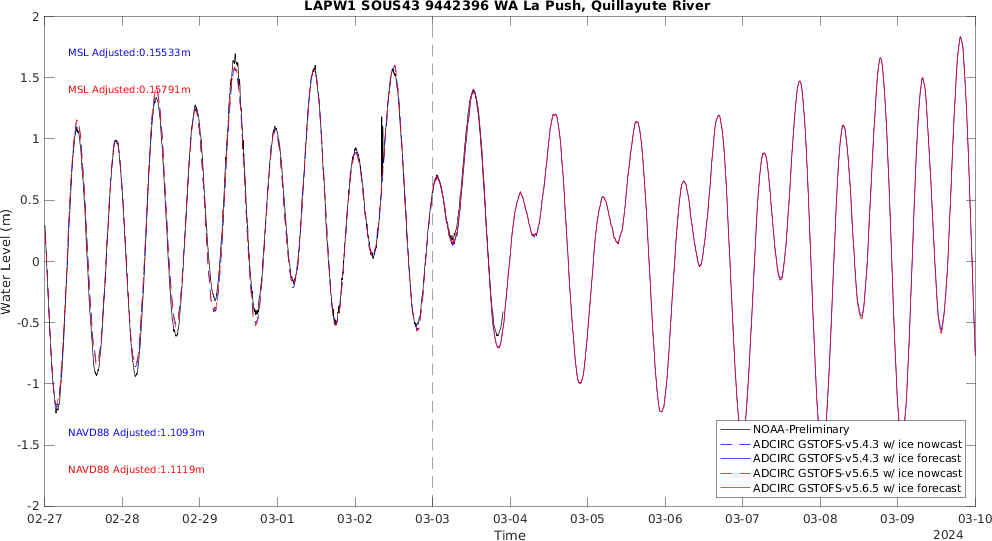 LAPW1 SOUS43 9442396 WA La Push, Quillayute River
2
1.5
1
0.5
0
-0.5
-1
-1.5
-2
Water Level (m)
MSL Adjusted:0.15533m
MSL Adjusted:0.15791m
NAVD88 Adjusted:1.1093m
NAVD88 Adjusted:1.1119m
NOAA-Preliminary
ADCIRC GSTOFS-v5.4.3 w/ ice nowcast
ADCIRC GSTOFS-v5.4.3 w/ ice forecast
ADCIRC GSTOFS-v5.6.5 w/ ice nowcast
ADCIRC GSTOFS-v5.6.5 w/ ice forecast
02-27 02-28 02-29 03-01 03-02 03-03 03-04 03-05 03-06 03-07 03-08 03-09 03-10
Time
2024